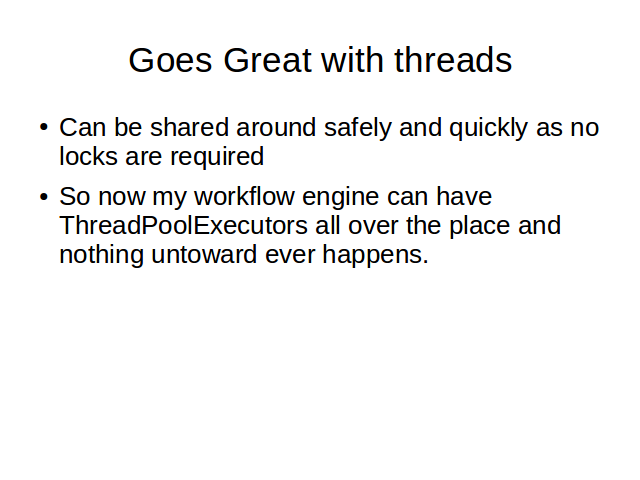 Goes Great with threads
• Can be shared around safely and quickly as no
locks are required
• So now my workflow engine can have
ThreadPoolExecutors all over the place and
nothing untoward ever happens.